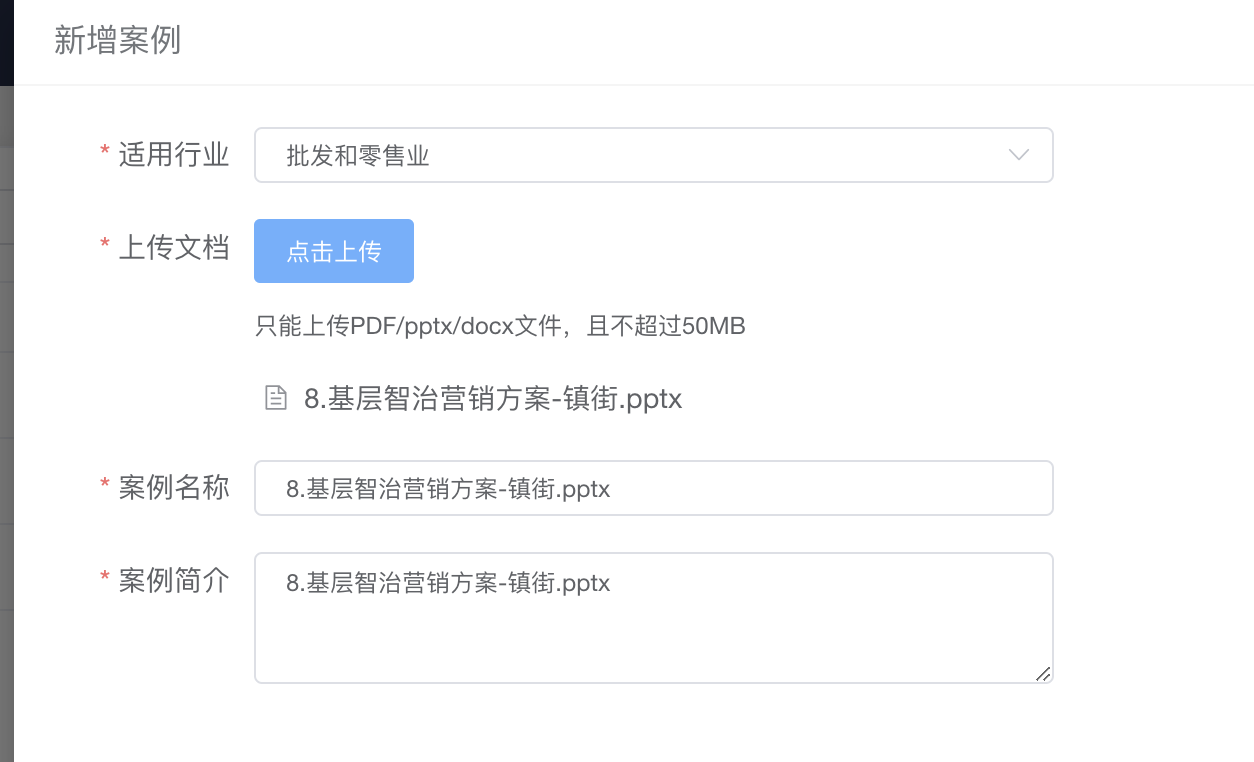 新增案例
* 适用行业
批发和零售业
* 上传文档
点击上传
只能上传PDF/pptx/docx文件，且不超过50MB
8.基层智治营销方案-镇街.pptx
* 案例名称
8.基层智治营销方案-镇街.pptx
* 案例简介
8.基层智治营销方案-镇街.pptx